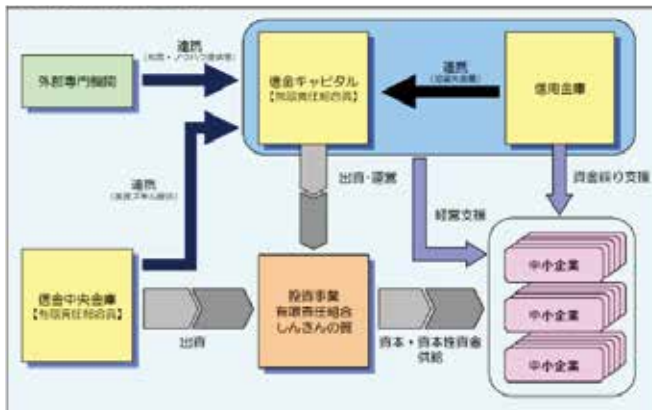 連携
外部専門機関
信金キャピタル
【無限責任組合員】
連携
信用金庫
連携
出資・運営
経営支援
資金繰り支援
信金中央金庫
【有限責任組合員】
出資
投資事業
有限責任組合
しんきんの翼
資本・資本性資金
供給
中小企業
中小企業
中小企業